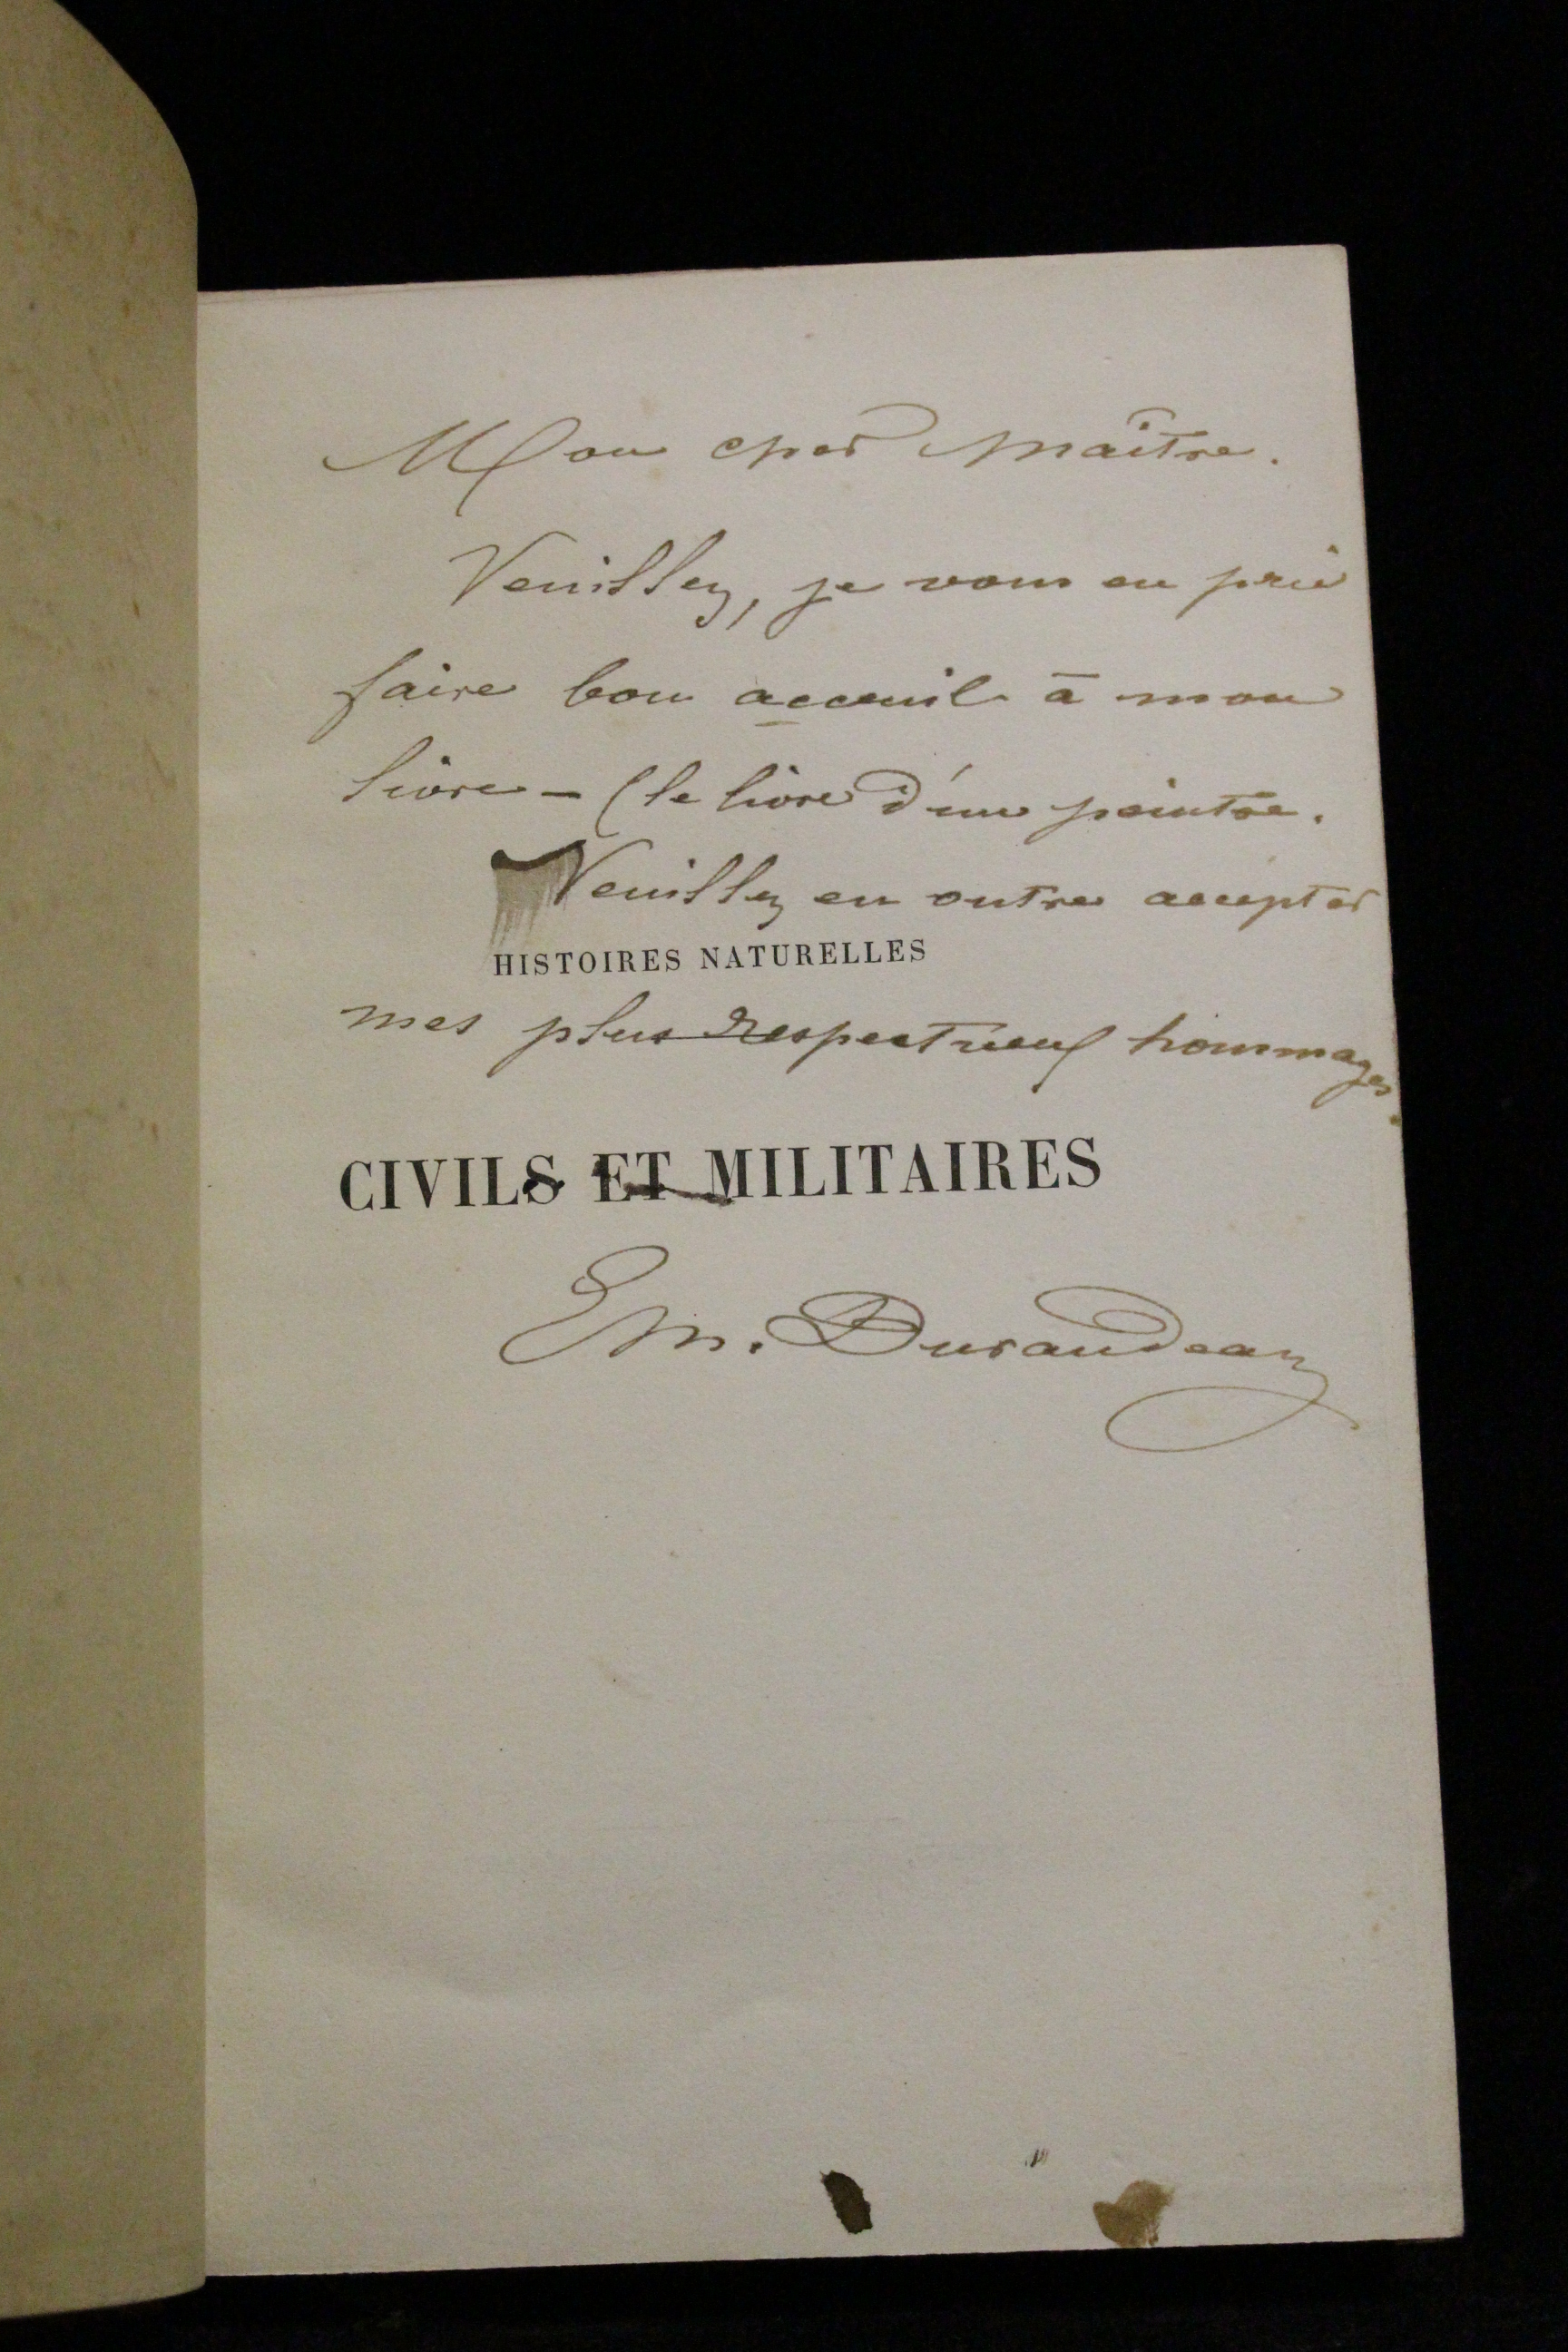 Mon cher Maître.
Veuillez, je vous en prie
faire bon acceuil à mon
livre – (le livre d'un peintre.
Veuillez en outre accepter
HISTOIRES NATURELLES
mes plus respectueux hommages.
CIVILS ET MILITAIRES
Em. Durandeau